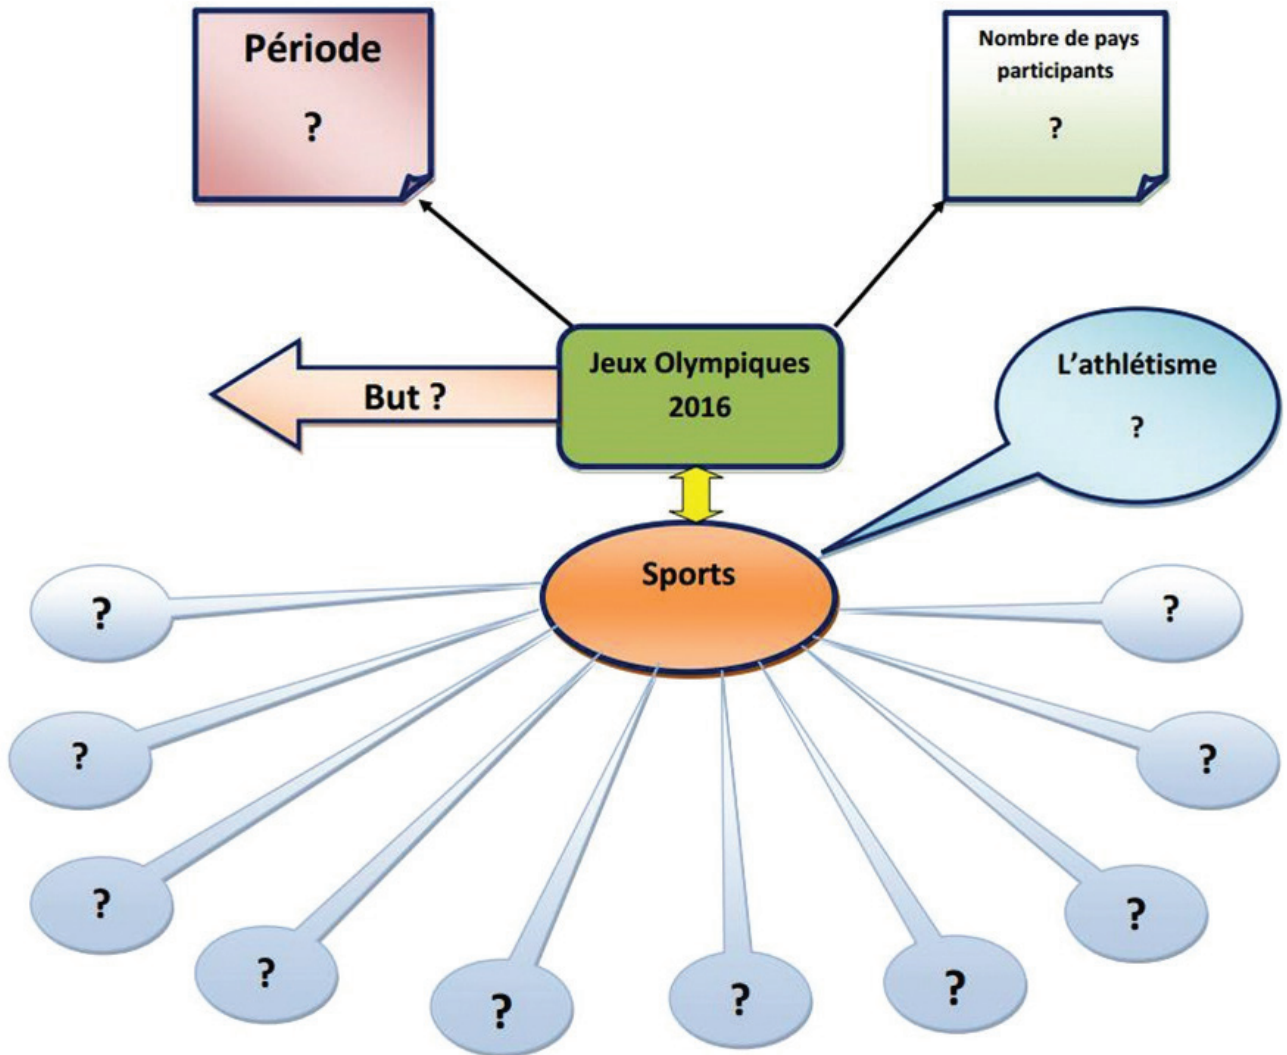 Période
?
Nombre de pays
participants
?
Jeux Olympiques
2016
But ?
L'athlétisme
?
Sports
?
?
?
?
?
?
?
?
?
?